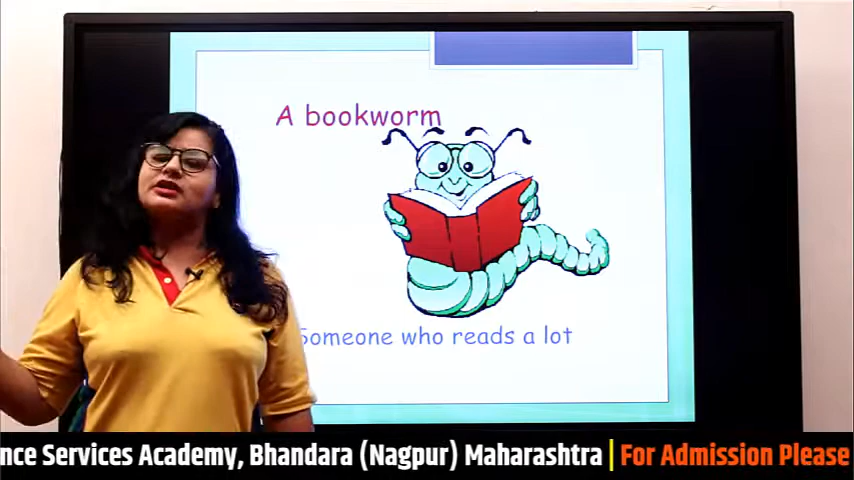 A bookworm
Someone who reads a lot
nce Services Academy, Bhandara (Nagpur) Maharashtra | For Admission Please